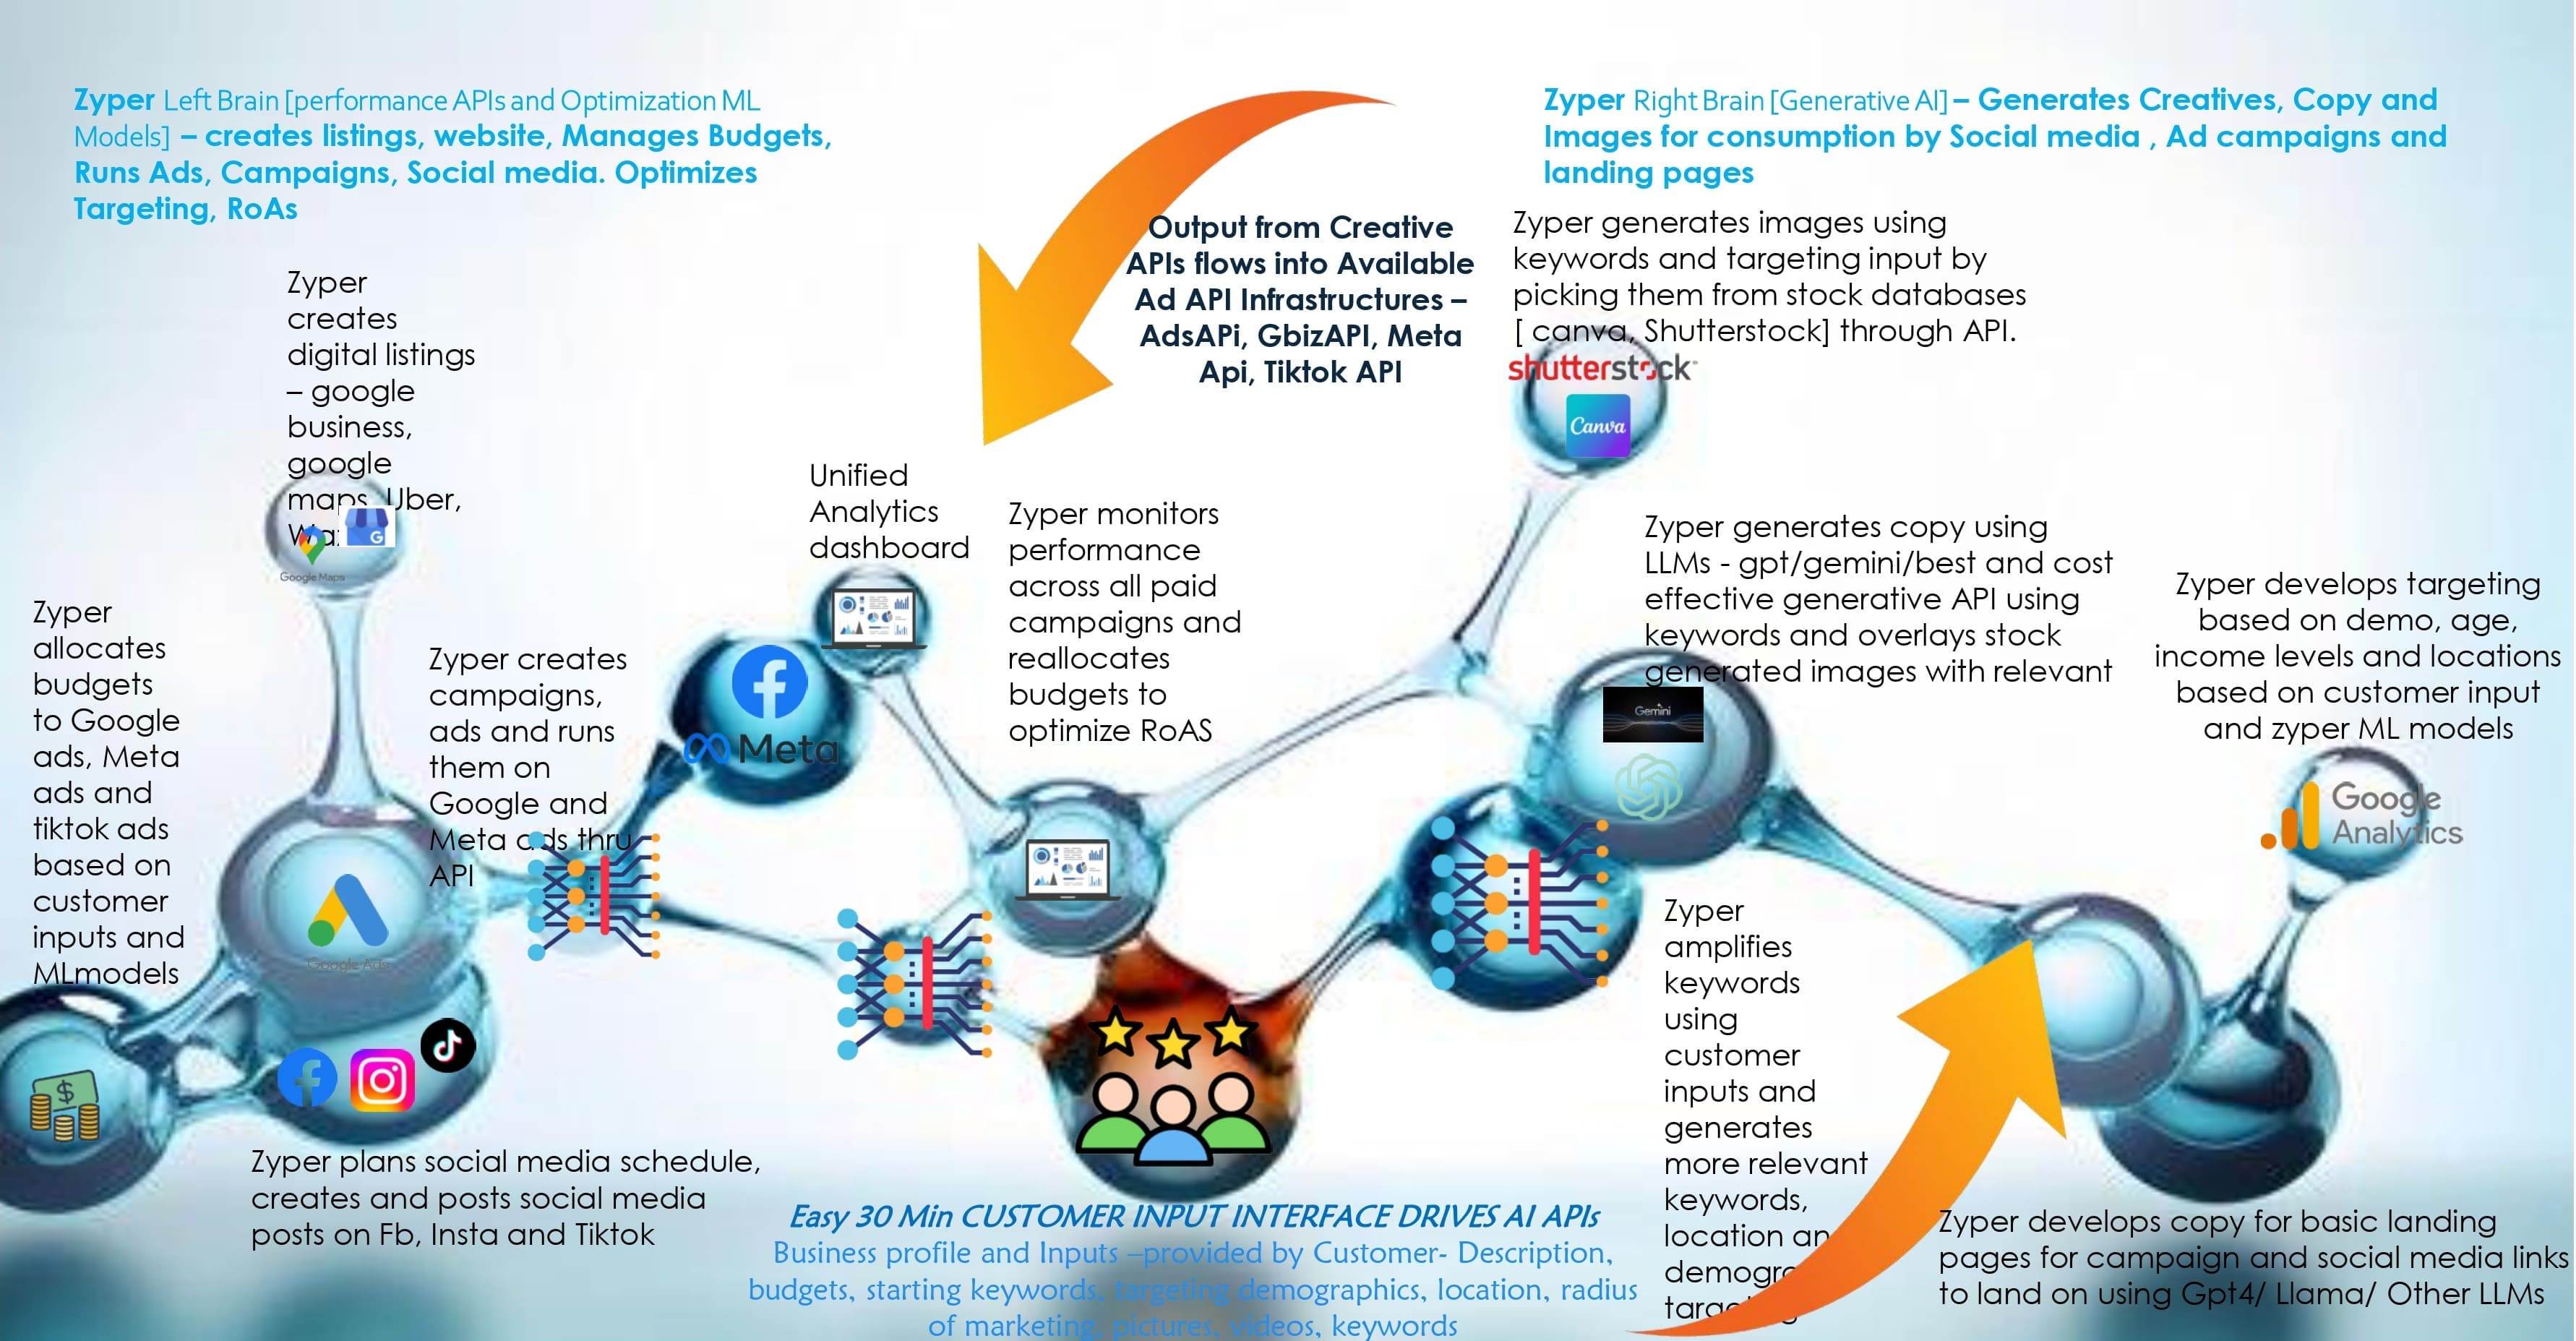 Zyper Left Brain [performance APIs and Optimization ML
Models] – creates listings, website, Manages Budgets,
Runs Ads, Campaigns, Social media. Optimizes
Targeting, RoAs
Zyper Right Brain [Generative AI] – Generates Creatives, Copy and
Images for consumption by Social media , Ad campaigns and
landing pages
Output from Creative
APIs flows into Available
Ad API Infrastructures –
AdsAPi, GbizAPI, Meta
Api, Tiktok API
Zyper generates images using
keywords and targeting input by
picking them from stock databases
[ canva, Shutterstock] through API.
shutterstock
Canva
Zyper
creates
digital listings
– google
business,
google
maps, Uber,
G
Google Maps
Unified
Analytics
dashboard
Zyper monitors
performance
across all paid
campaigns and
reallocates
budgets to
optimize RoAS
Zyper generates copy using
LLMs - gpt/gemini/best and cost
effective generative API using
keywords and overlays stock
generated images with relevant
Gemini
Zyper develops targeting
based on demo, age,
income levels and locations
based on customer input
and zyper ML models
Google
Analytics
Zyper
allocates
budgets
to Google
ads, Meta
ads and
tiktok ads
based on
customer
inputs and
MLmodels
Zyper creates
campaigns,
ads and runs
them on
Google and
Meta ads thru
API
Meta
Google Ads
Zyper
amplifies
keywords
using
customer
inputs and
generates
more relevant
keywords,
location
Zyper plans social media schedule,
creates and posts social media
posts on Fb, Insta and Tiktok
Easy 30 Min CUSTOMER INPUT INTERFACE DRIVES AI APIs
Business profile and Inputs –provided by Customer- Description,
budgets, starting keywords, targeting demographics, location, radius
of marketing, pictures, videos, keywords
Zyper develops copy for basic landing
pages for campaign and social media links
to land on using Gpt4/ Llama/ Other LLMs